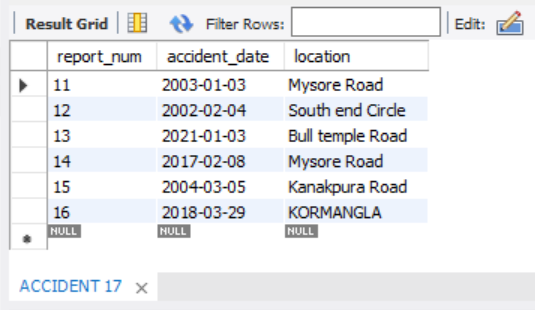 Result Grid Filter Rows: Edit:
report_num accident_date location
11 2003-01-03 Mysore Road
12 2002-02-04 South end Circle
13 2021-01-03 Bull temple Road
14 2017-02-08 Mysore Road
15 2004-03-05 Kanakpura Road
16 2018-03-29 KORMANGLA
NULL NULL NULL
ACCIDENT 17